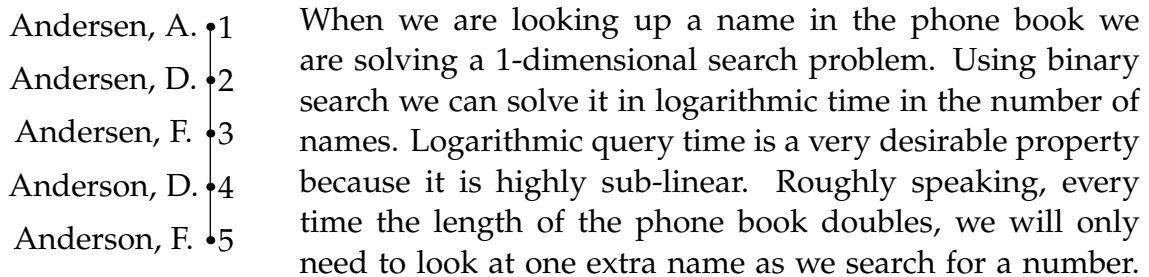 Andersen, A. 1
Andersen, D. 2
Andersen, F. 3
Anderson, D. 4
Anderson, F. 5
When we are looking up a name in the phone book we
are solving a 1-dimensional search problem. Using binary
search we can solve it in logarithmic time in the number of
names. Logarithmic query time is a very desirable property
because it is highly sub-linear. Roughly speaking, every
time the length of the phone book doubles, we will only
need to look at one extra name as we search for a number.